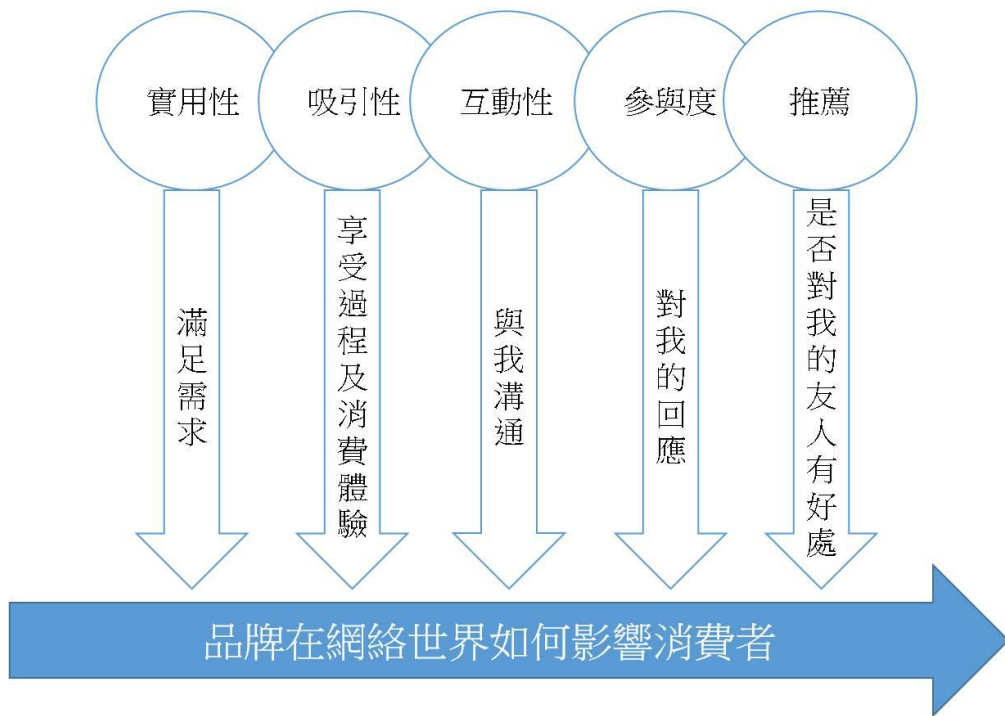 實用性
吸引性
互動性
參與度
推薦
滿足需求
享受過程及消費體驗
與我溝通
對我的回應
是否對我的友人有好處
品牌在網絡世界如何影響消費者